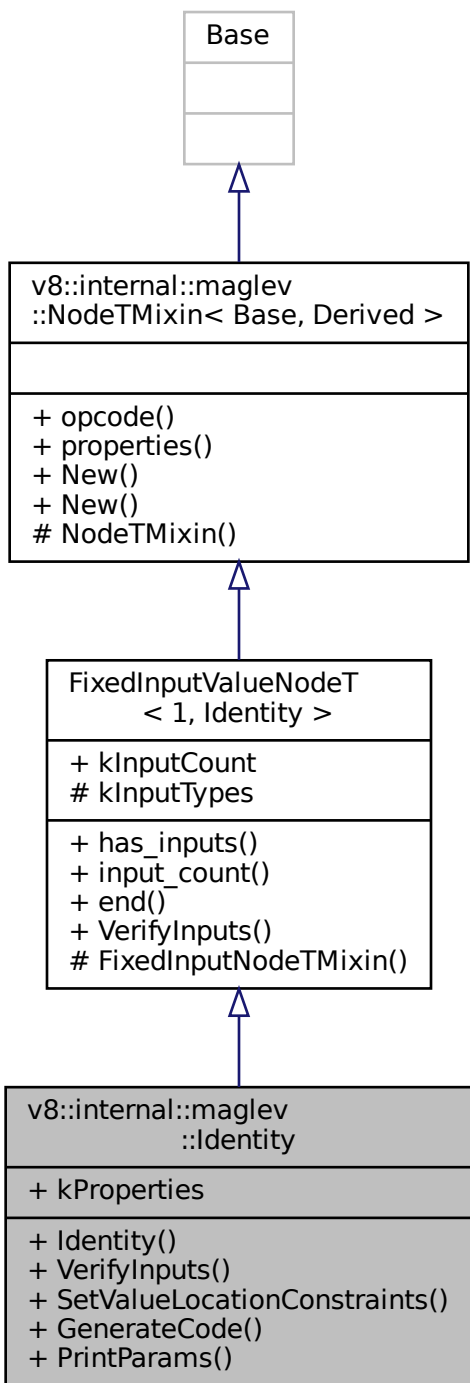 Base
v8::internal::maglev
::NodeTMixin< Base, Derived >
+ opcode()
+ properties()
+ New()
+ New()
# NodeTMixin()
FixedInputValueNodeT
< 1, Identity >
+ kInputCount
# kInputTypes
+ has_inputs()
+ input_count()
+ end()
+ VerifyInputs()
# FixedInputNodeTMixin()
v8::internal::maglev
::Identity
+ kProperties
+ Identity()
+ VerifyInputs()
+ SetValueLocationConstraints()
+ GenerateCode()
+ PrintParams()